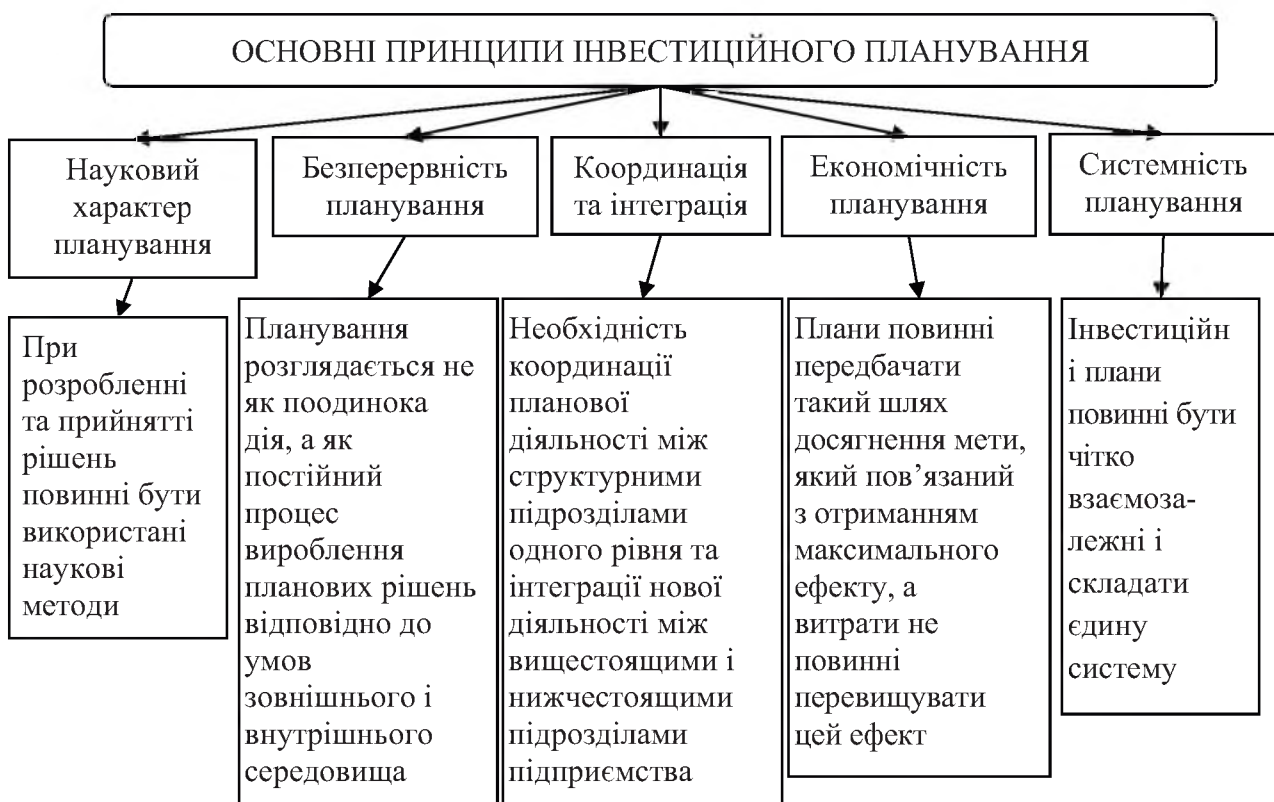 ОСНОВНІ ПРИНЦИПИ ІНВЕСТИЦІЙНОГО ПЛАНУВАННЯ
Науковий
характер
планування
Безперервність
планування
Координація
та інтеграція
Економічність
планування
Системність
планування
При
розробленні
та прийнятті
рішень
повинні бути
використані
наукові
методи
Планування
розглядається не
як поодинока
дія, а як
постійний
процес
вироблення
планових рішень
відповідно до
умов
зовнішнього і
внутрішнього
середовища
Необхідність
координації
планової
діяльності між
структурними
підрозділами
одного рівня та
інтеграції нової
діяльності між
вищестоящими і
нижчестоящими
підрозділами
підприємства
Плани повинні
передбачати
такий шлях
досягнення мети,
який пов’язаний
з отриманням
максимального
ефекту, а
витрати не
повинні
перевищувати
цей ефект
Інвестиційн
і плани
повинні бути
чітко
взаємоза-
лежні і
складати
єдину
систему